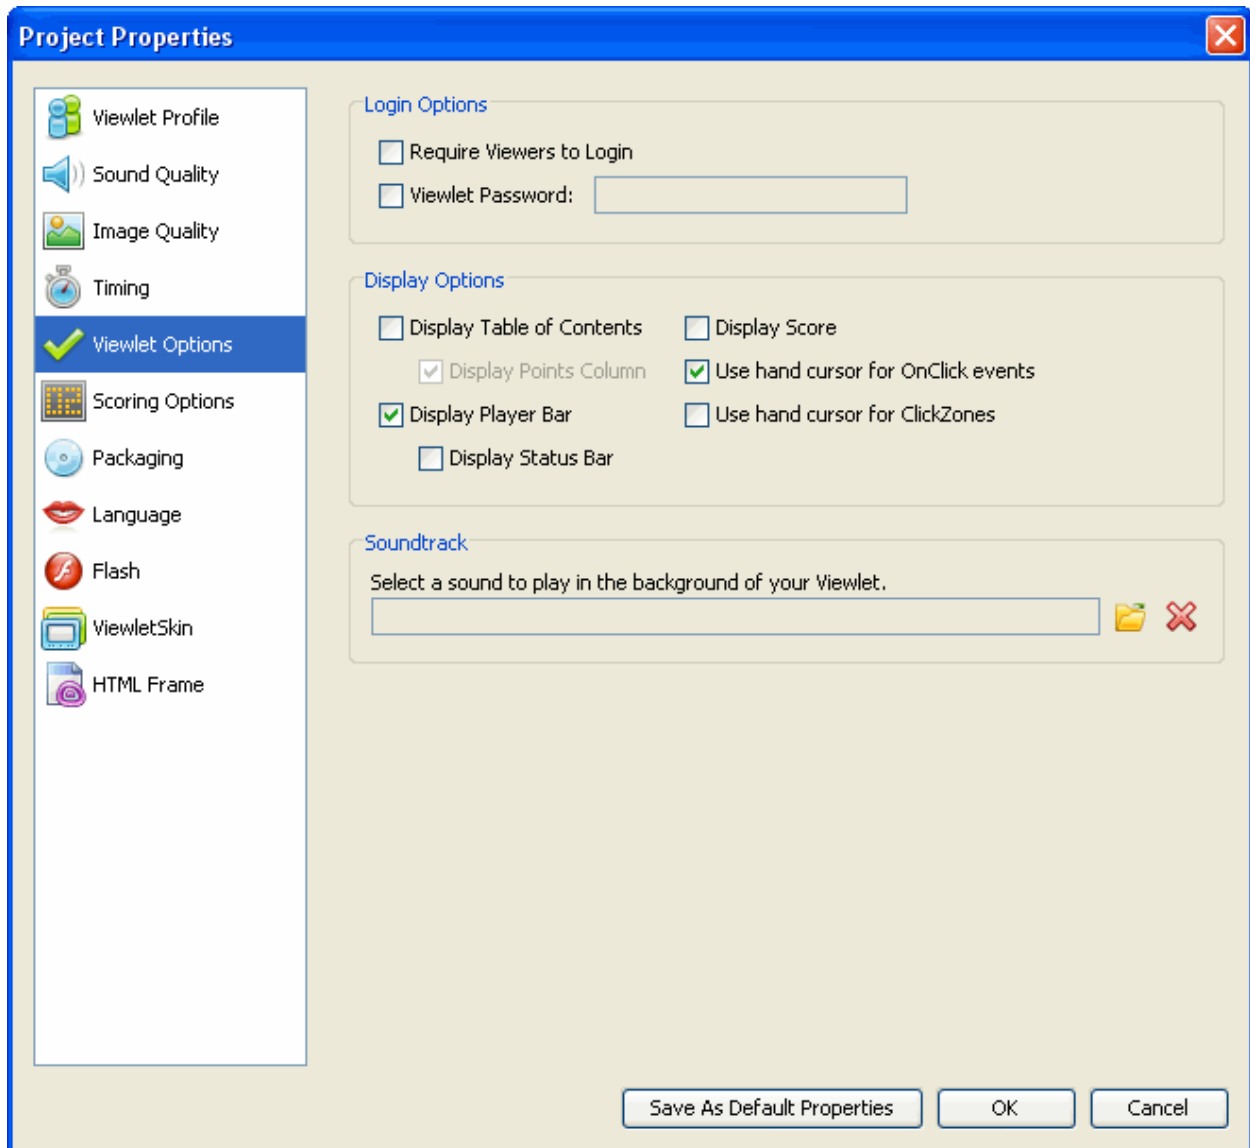 Project Properties
Viewlet Profile
Sound Quality
Image Quality
Timing
Viewlet Options
Scoring Options
Packaging
Language
Flash
ViewletSkin
HTML Frame
Login Options
Require Viewers to Login
Viewlet Password:
Display Options
Display Table of Contents
Display Score
Display Points Column
Use hand cursor for OnClick events
Display Player Bar
Use hand cursor for ClickZones
Display Status Bar
Soundtrack
Select a sound to play in the background of your Viewlet.
Save As Default Properties
OK
Cancel